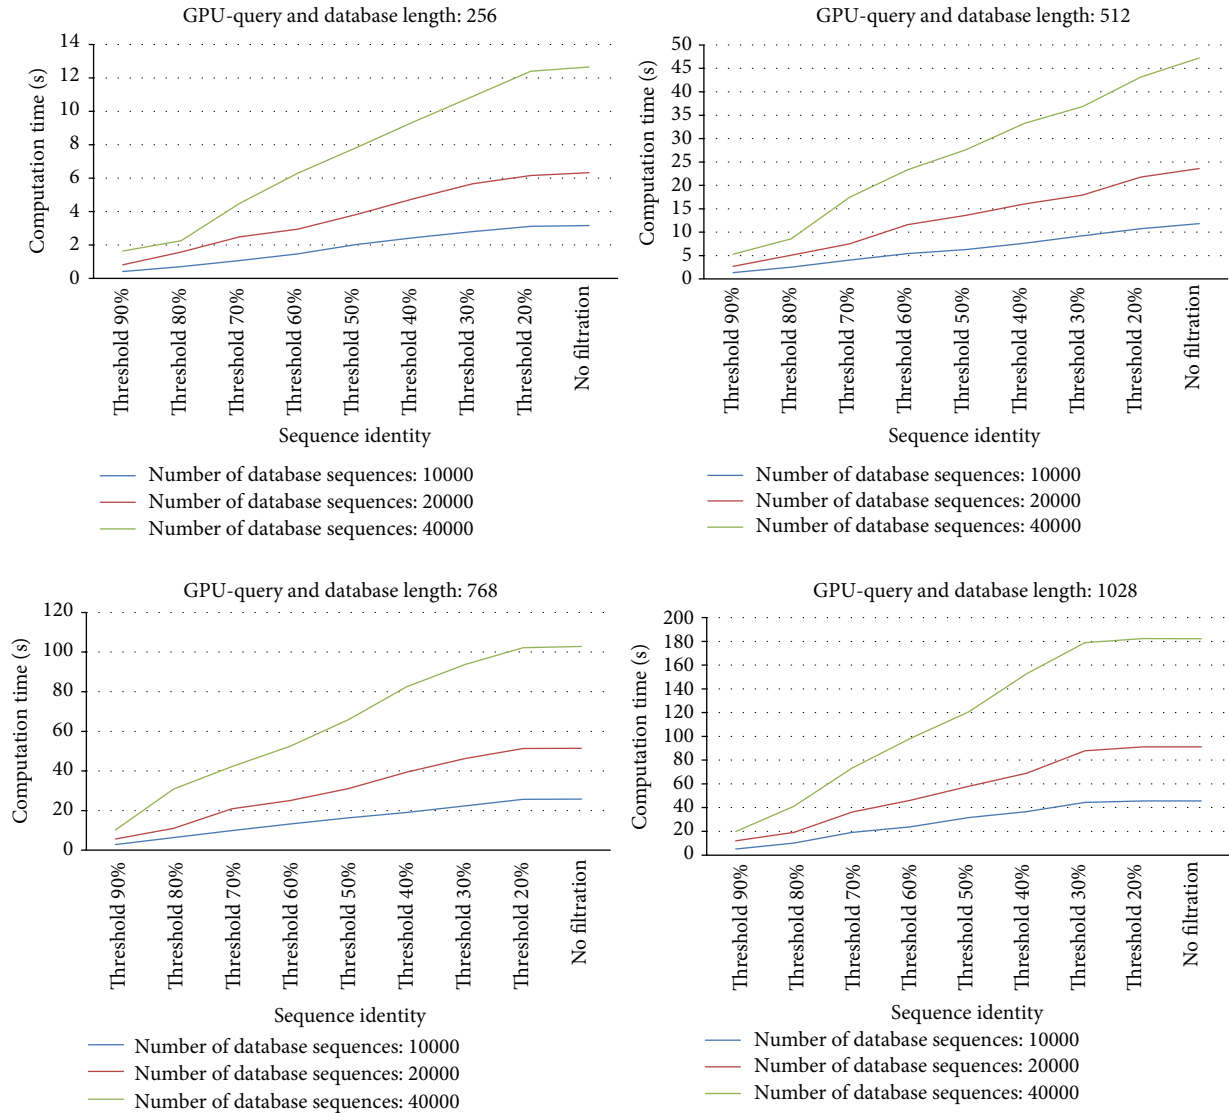 GPU-query and database length: 256
14
12
10
8
6
4
2
0
Computation time (s)
Threshold 90%
Threshold 80%
Threshold 70%
Threshold 60%
Threshold 50%
Threshold 40%
Threshold 30%
Threshold 20%
No filtration
Sequence identity
Number of database sequences: 10000
Number of database sequences: 20000
Number of database sequences: 40000
GPU-query and database length: 512
50
45
40
35
30
25
20
15
10
5
0
Computation time (s)
Threshold 90%
Threshold 80%
Threshold 70%
Threshold 60%
Threshold 50%
Threshold 40%
Threshold 30%
Threshold 20%
No filtration
Sequence identity
Number of database sequences: 10000
Number of database sequences: 20000
Number of database sequences: 40000
GPU-query and database length: 768
120
100
80
60
40
20
0
Computation time (s)
Threshold 90%
Threshold 80%
Threshold 70%
Threshold 60%
Threshold 50%
Threshold 40%
Threshold 30%
Threshold 20%
No filtration
Sequence identity
Number of database sequences: 10000
Number of database sequences: 20000
Number of database sequences: 40000
GPU-query and database length: 1028
200
180
160
140
120
100
80
60
40
20
0
Computation time (s)
Threshold 90%
Threshold 80%
Threshold 70%
Threshold 60%
Threshold 50%
Threshold 40%
Threshold 30%
Threshold 20%
No filtration
Sequence identity
Number of database sequences: 10000
Number of database sequences: 20000
Number of database sequences: 40000